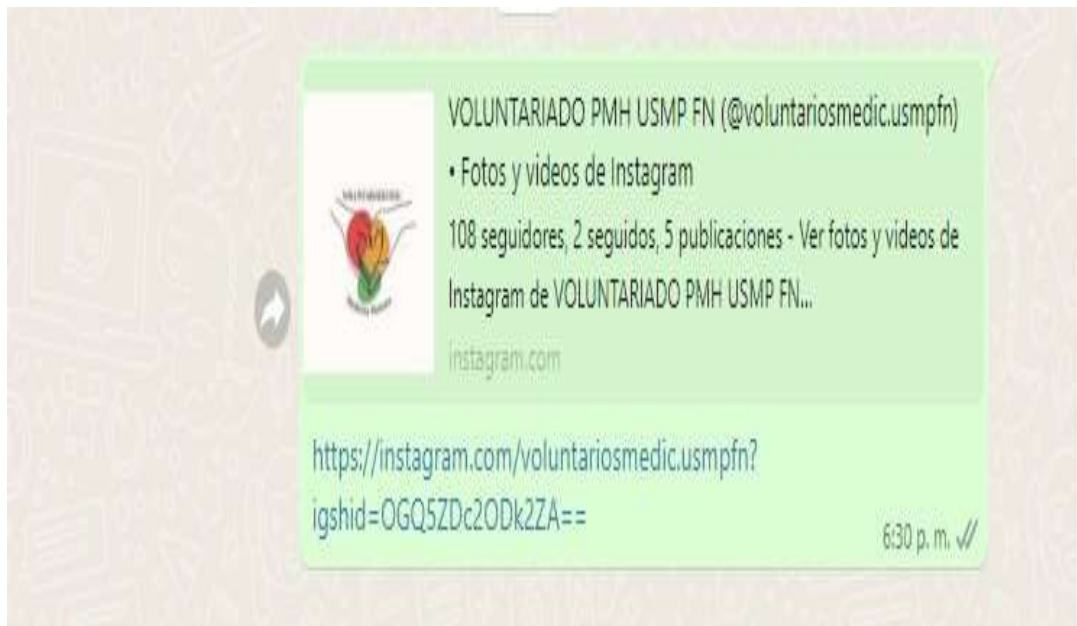 VOLUNTARIADO PMH USMP FN (@voluntariosmedic.usmpfn)
• Fotos y videos de Instagram
108 seguidores, 2 seguidos, 5 publicaciones - Ver fotos y videos de
Instagram de VOLUNTARIADO PMH USMP FN...
instagram.com
https://instagram.com/voluntariosmedic.usmpfn?
igshid=OGQ5ZDc2ODk2ZA==
6:30 p. m.